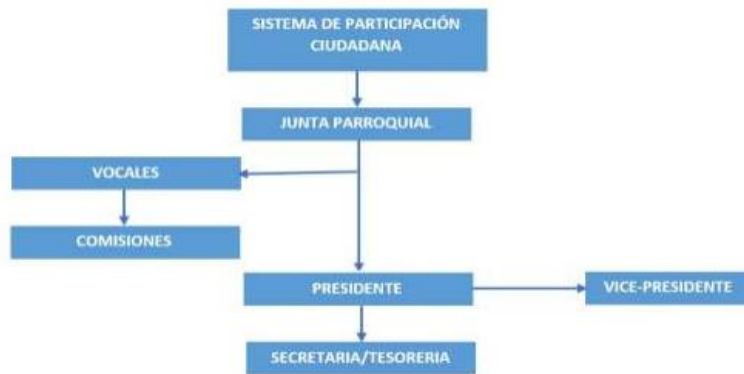 SISTEMA DE PARTICIPACIÓN
CIUDADANA
JUNTA PARROQUIAL
VOCALES
COMISIONES
PRESIDENTE
VICE-PRESIDENTE
SECRETARIA/TESORERIA